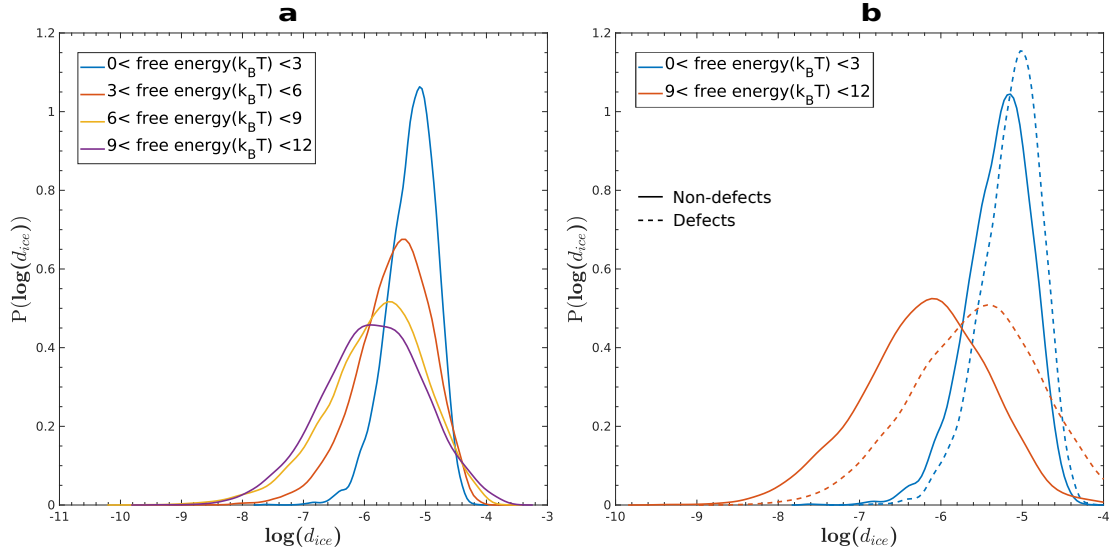 a
1.2
1
0.8
0.6
0.4
0.2
0
-11 -10 -9 -8 -7 -6 -5 -4 -3
P(log(d_ice))
log(d_ice)
0< free energy(k_BT) <3
3< free energy(k_BT) <6
6< free energy(k_BT) <9
9< free energy(k_BT) <12
b
1.2
1
0.8
0.6
0.4
0.2
0
-10 -9 -8 -7 -6 -5 -4
P(log(d_ice))
log(d_ice)
0< free energy(k_BT) <3
9< free energy(k_BT) <12
Non-defects
Defects